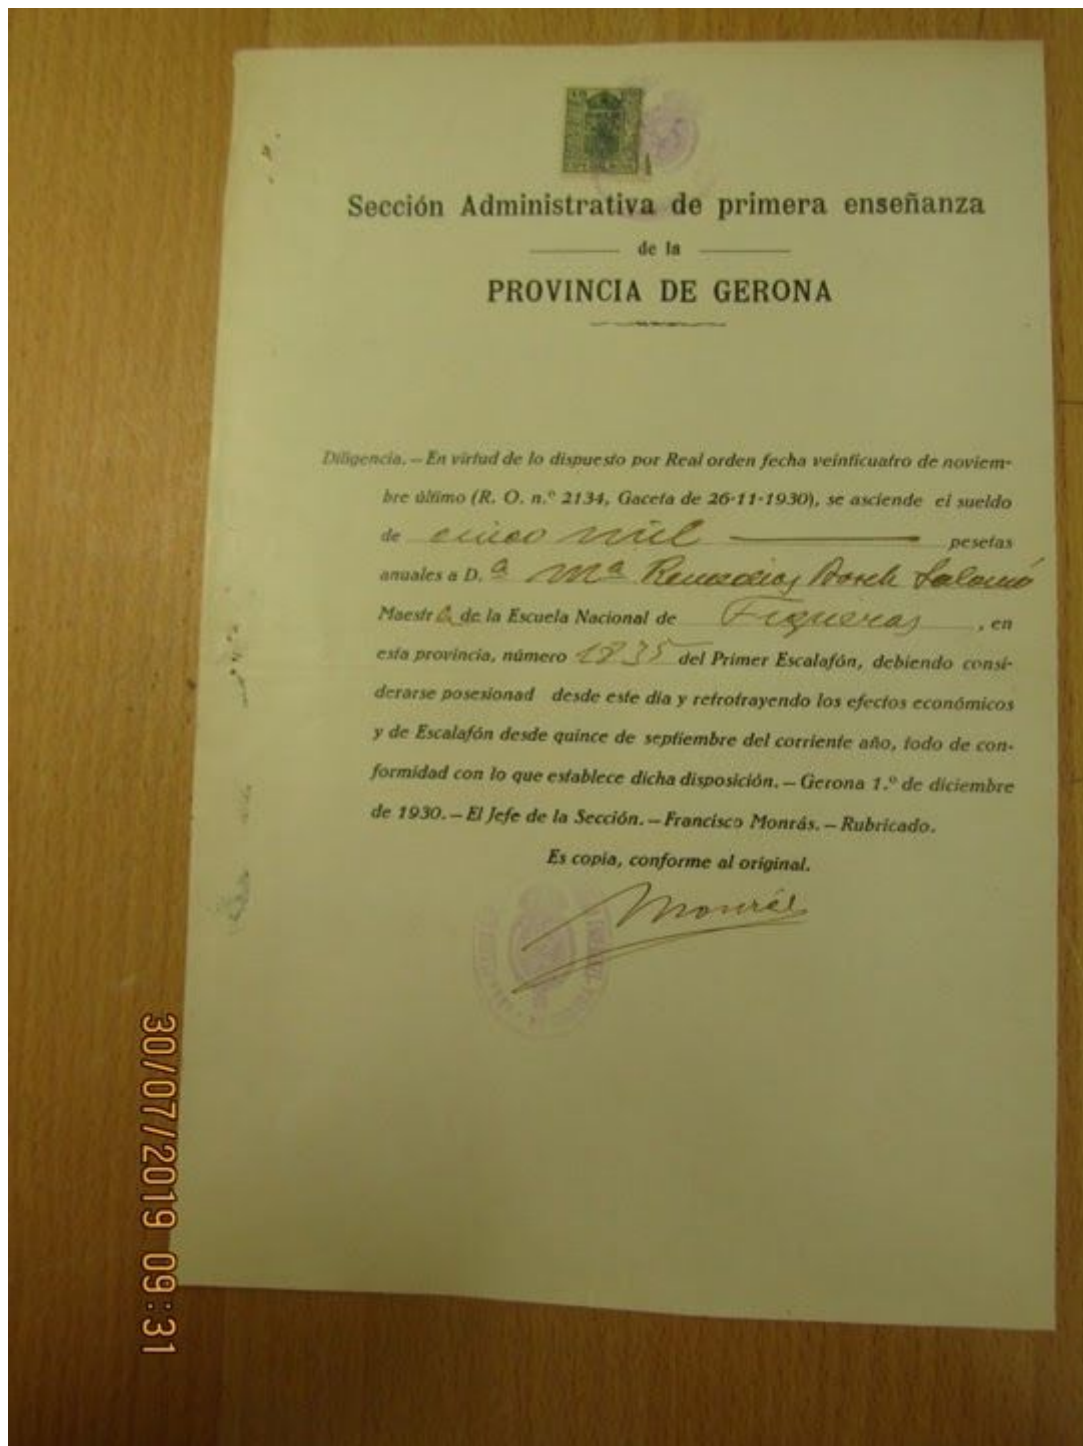 Sección Administrativa de primera enseñanza
de la
PROVINCIA DE GERONA
Diligencia. — En virtud de lo dispuesto por Real orden fecha veinticuatro de noviem-
bre último (R. O. n.º 2134, Gaceta de 26-11-1930), se asciende el sueldo
de cinco mil pesetas
anuales a D.ª Mª Remedios Bosch Salomó
Maestra de la Escuela Nacional de Figueras, en
esta provincia, número 1835 del Primer Escalafón, debiendo consi-
derarse posesionad desde este día y retrotrayendo los efectos económicos
y de Escalafón desde quince de septiembre del corriente año, todo de con-
formidad con lo que establece dicha disposición. — Gerona 1.º de diciembre
de 1930. — El Jefe de la Sección. — Francisco Monrás. — Rubricado.
Es copia, conforme al original.
Monrás
30/07/2019 09:31